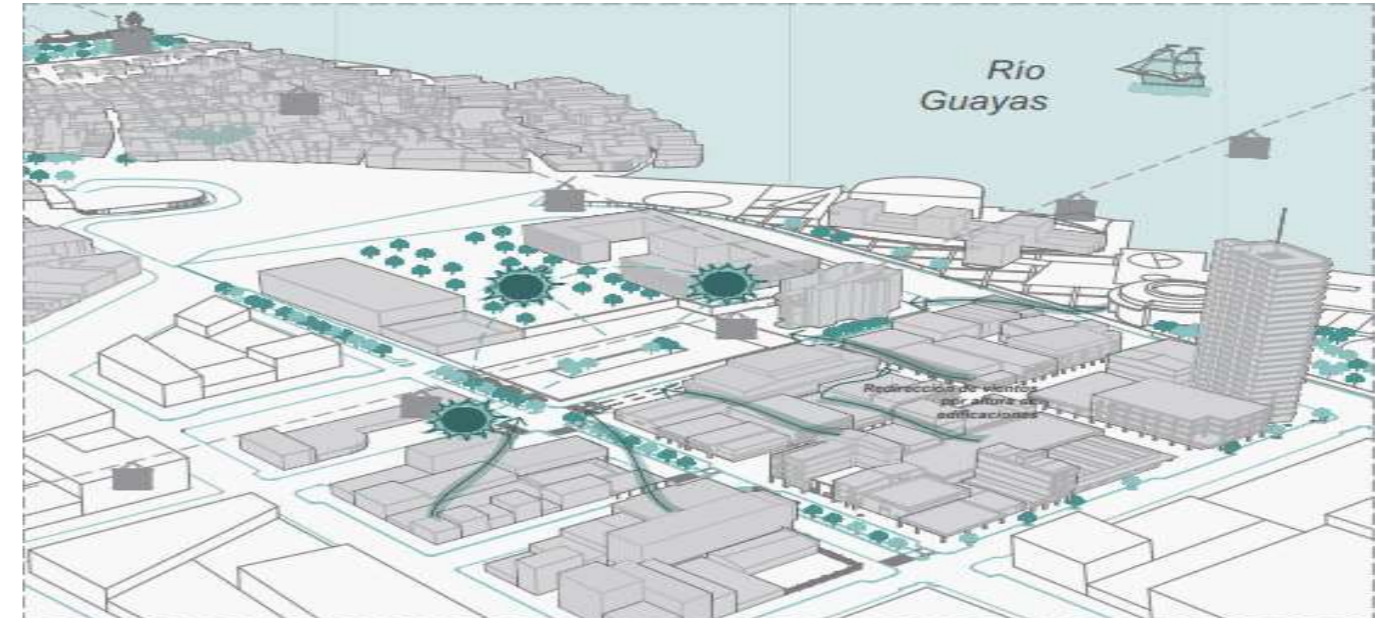 Río
Guayas
Redirección de vientos
por altura de
edificaciones